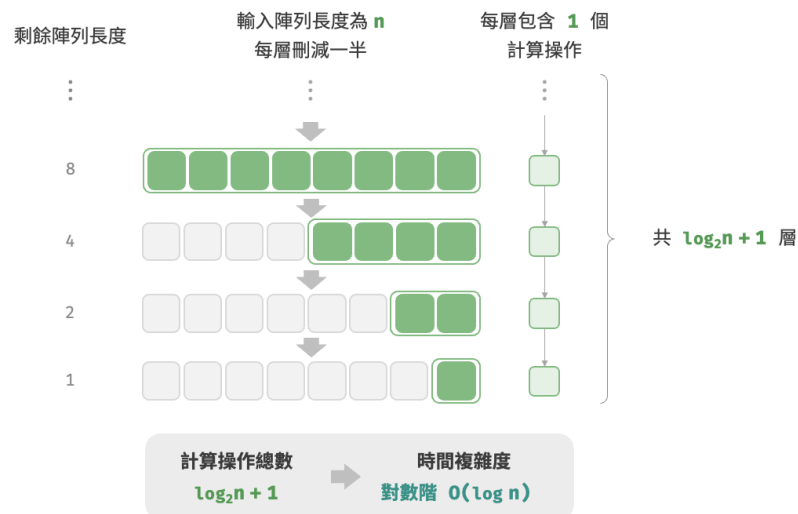 剩餘陣列長度
輸入陣列長度為 n
每層刪減一半
每層包含 1 個
計算操作
8
4
2
1
共 log₂n + 1 層
計算操作總數
log₂n + 1
時間複雜度
對數階 O(log n)